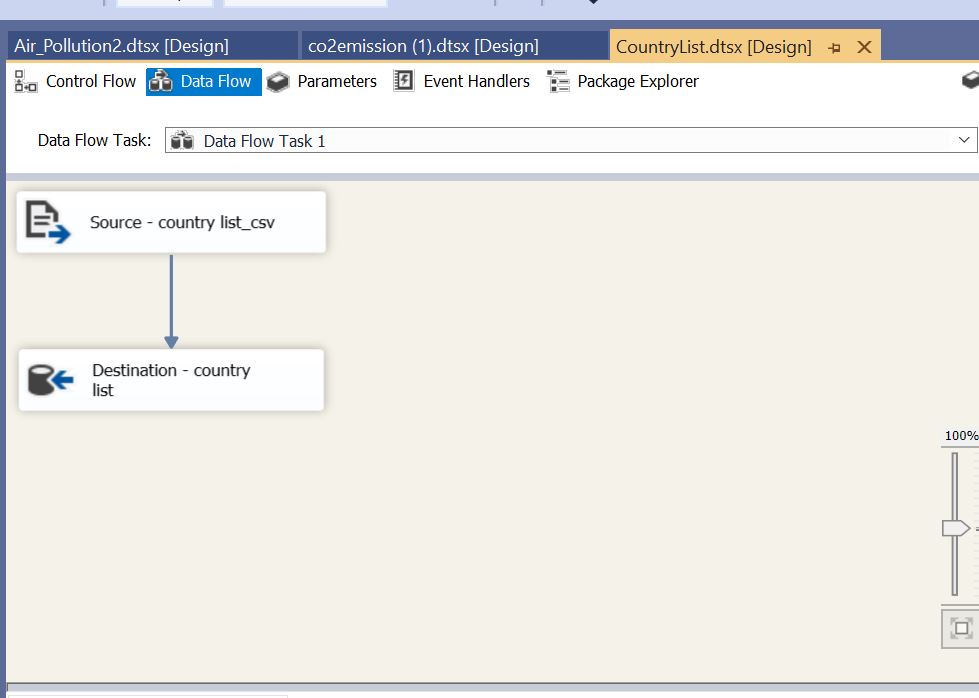 Air_Pollution2.dtsx [Design]
co2emission (1).dtsx [Design]
CountryList.dtsx [Design]
Control Flow
Data Flow
Parameters
Event Handlers
Package Explorer
Data Flow Task:
Data Flow Task 1
Source - country list_csv
Destination - country
list
100%